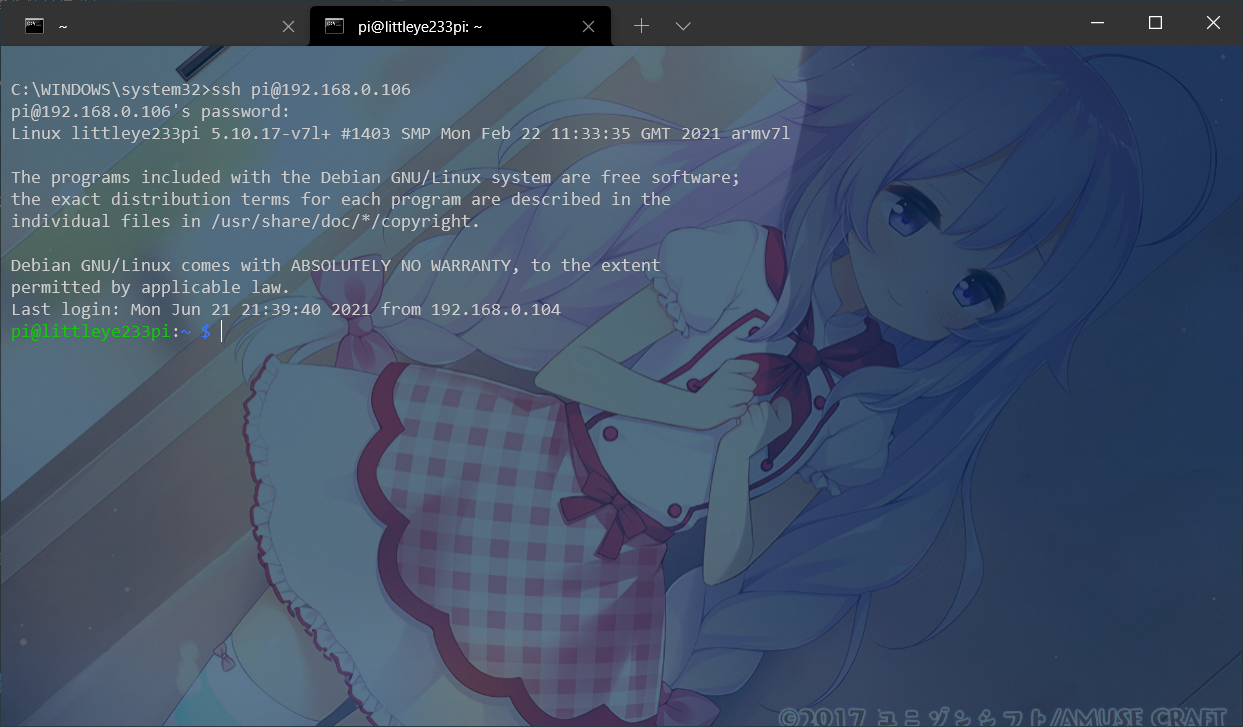 ~
pi@littleye233pi: ~
C:\WINDOWS\system32>ssh pi@192.168.0.106
pi@192.168.0.106's password:
Linux littleye233pi 5.10.17-v7l+ #1403 SMP Mon Feb 22 11:33:35 GMT 2021 armv7l
The programs included with the Debian GNU/Linux system are free software;
the exact distribution terms for each program are described in the
individual files in /usr/share/doc/*/copyright.
Debian GNU/Linux comes with ABSOLUTELY NO WARRANTY, to the extent
permitted by applicable law.
Last login: Mon Jun 21 21:39:40 2021 from 192.168.0.104
pi@littleye233pi:~ $
©2017 ユニゾンシフト/AMUSE CRAFT